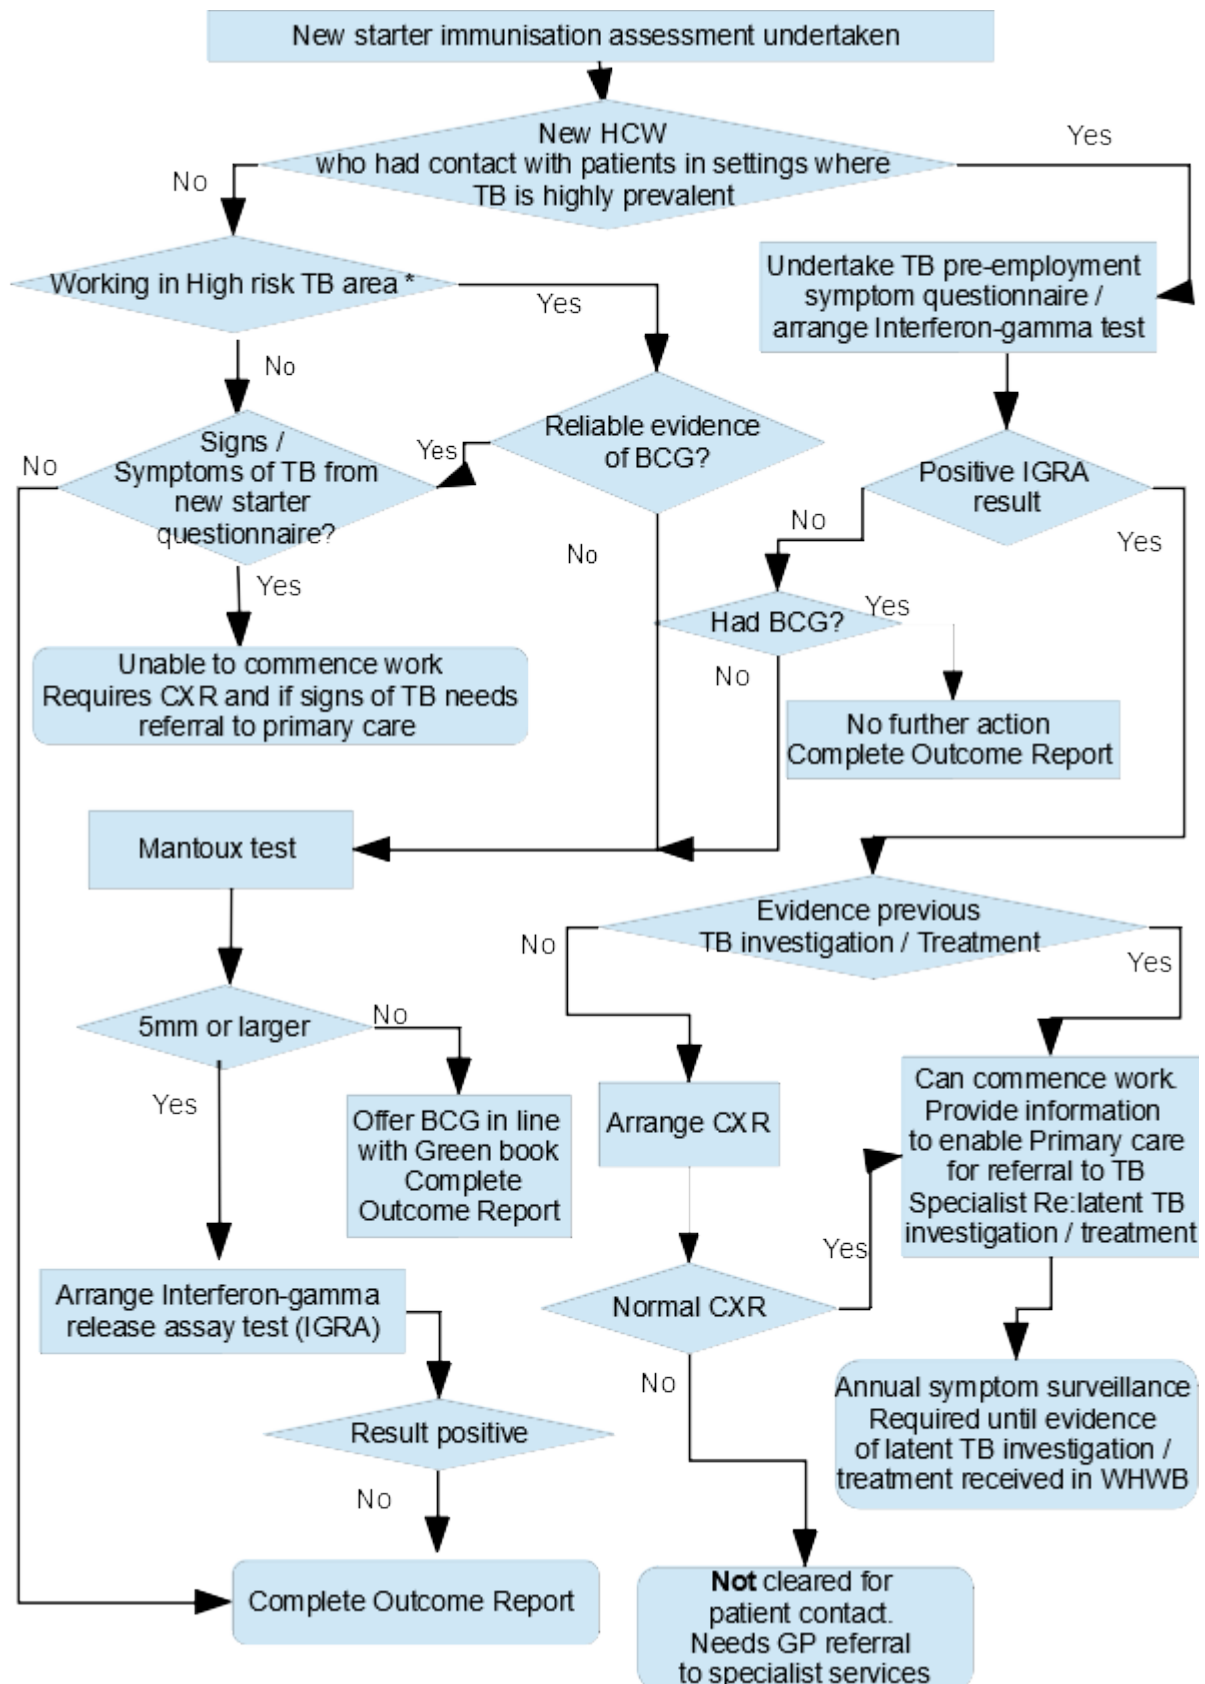 New starter immunisation assessment undertaken
New HCW
who had contact with patients in settings where
TB is highly prevalent
Yes
No
Working in High risk TB area *
Yes
Undertake TB pre-employment
symptom questionnaire /
arrange Interferon-gamma test
No
Signs /
Symptoms of TB from
new starter
questionnaire?
No
Yes
Reliable evidence
of BCG?
Positive IGRA
result
No
Yes
No
Yes
Had BCG?
Yes
No
Unable to commence work
Requires CXR and if signs of TB needs
referral to primary care
No further action
Complete Outcome Report
Mantoux test
Evidence previous
TB investigation / Treatment
No
Yes
5mm or larger
No
Yes
Offer BCG in line
with Green book
Complete
Outcome Report
Arrange CXR
Can commence work.
Provide information
to enable Primary care
for referral to TB
Specialist Re:latent TB
investigation / treatment
Yes
Arrange Interferon-gamma
release assay test (IGRA)
Normal CXR
No
Result positive
No
Annual symptom surveillance
Required until evidence
of latent TB investigation /
treatment received in WHWB
Complete Outcome Report
Not cleared for
patient contact.
Needs GP referral
to specialist services